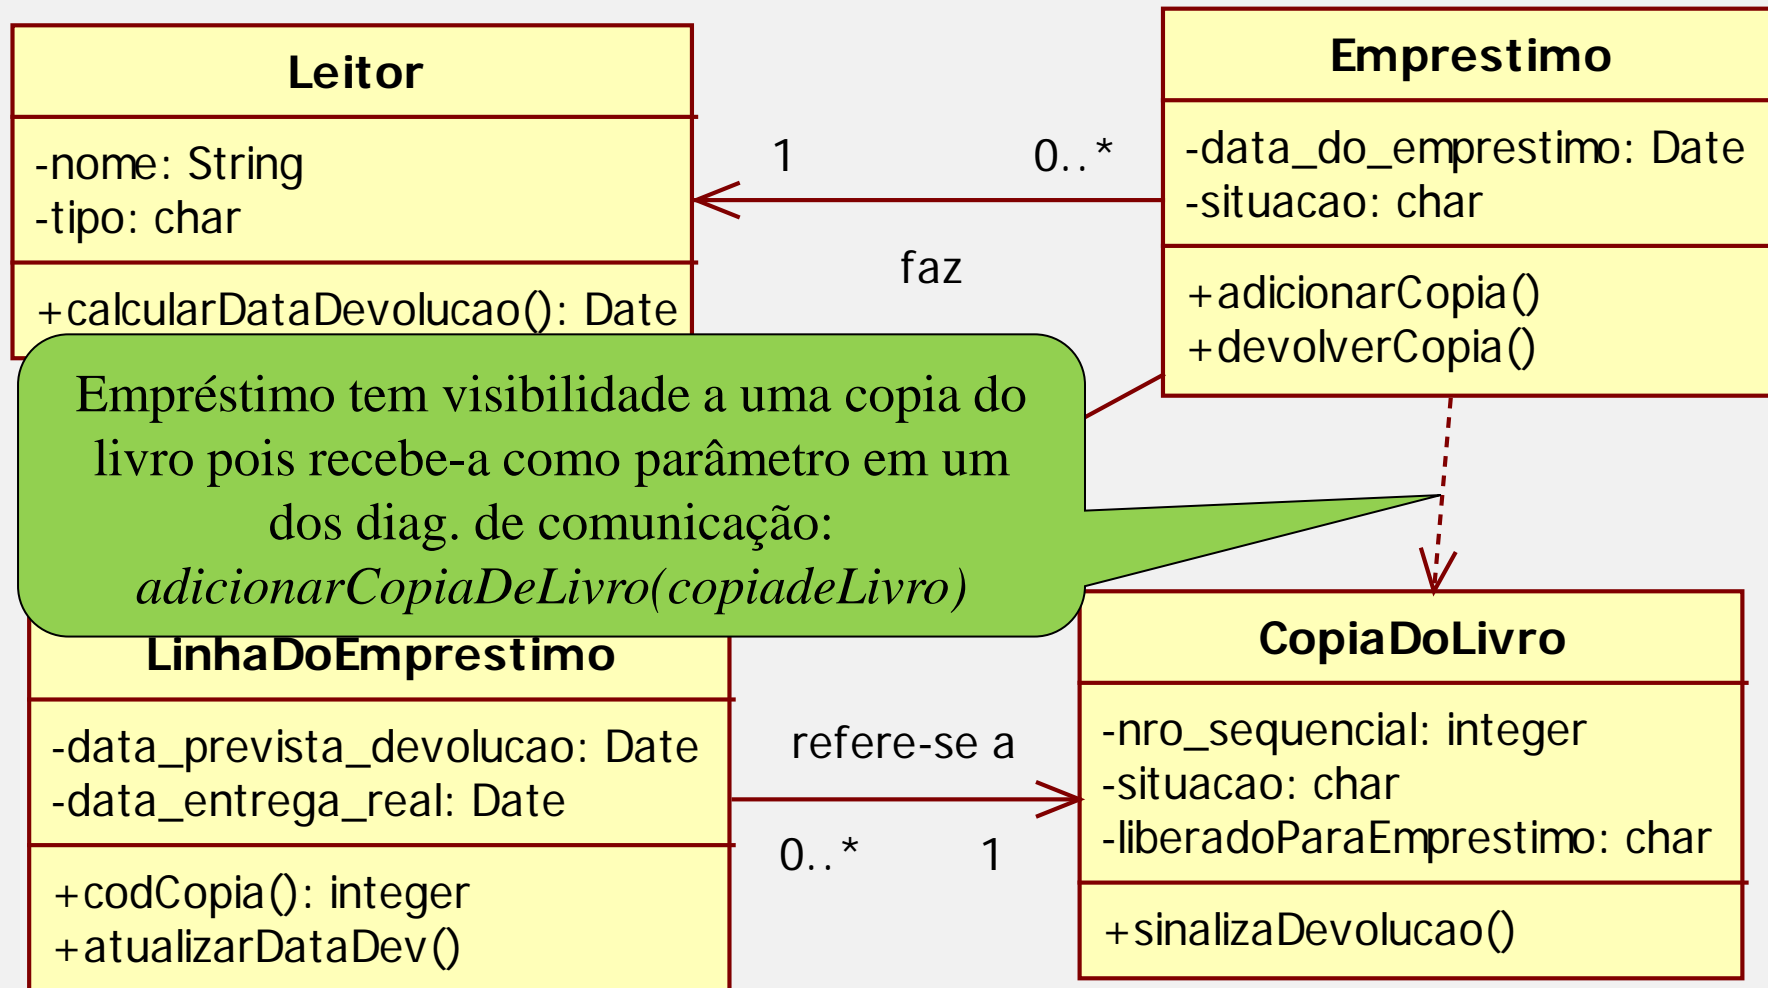 Leitor
-nome: String
-tipo: char
+calcularDataDevolucao(): Date
1
0..*
faz
Emprestimo
-data_do_emprestimo: Date
-situacao: char
+adicionarCopia()
+devolverCopia()
Empréstimo tem visibilidade a uma copia do
livro pois recebe-a como parâmetro em um
dos diag. de comunicação:
adicionarCopiaDeLivro(copiadeLivro)
LinhaDoEmprestimo
-data_prevista_devolucao: Date
-data_entrega_real: Date
+codCopia(): integer
+atualizarDataDev()
refere-se a
0..*
1
CopiaDoLivro
-nro_sequencial: integer
-situacao: char
-liberadoParaEmprestimo: char
+sinalizaDevolucao()